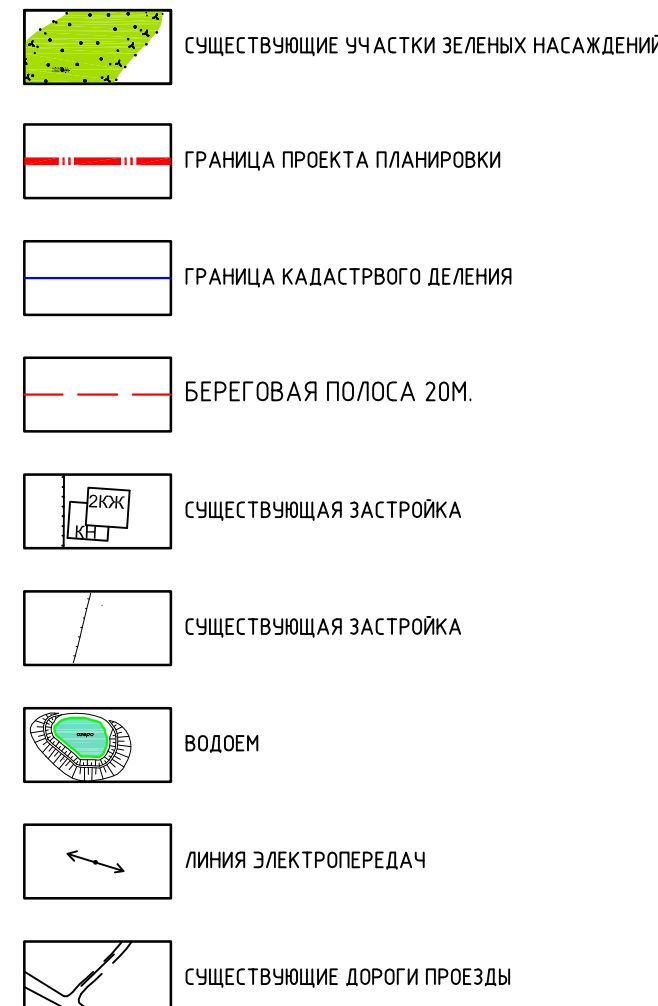 СУЩЕСТВУЮЩИЕ УЧАСТКИ ЗЕЛЕНЫХ НАСАЖДЕНИЙ
ГРАНИЦА ПРОЕКТА ПЛАНИРОВКИ
ГРАНИЦА КАДАСТРВОГО ДЕЛЕНИЯ
БЕРЕГОВАЯ ПОЛОСА 20М.
2КЖ
КН
СУЩЕСТВУЮЩАЯ ЗАСТРОЙКА
СУЩЕСТВУЮЩАЯ ЗАСТРОЙКА
озеро
ВОДОЕМ
ЛИНИЯ ЭЛЕКТРОПЕРЕДАЧ
СУЩЕСТВУЮЩИЕ ДОРОГИ ПРОЕЗДЫ